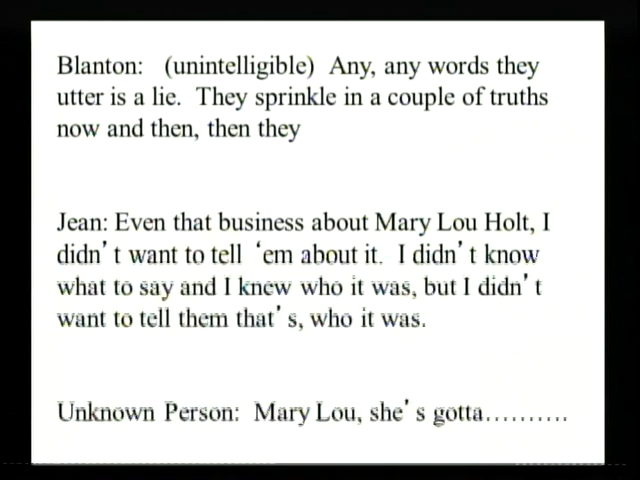 Blanton: (unintelligible) Any, any words they
utter is a lie. They sprinkle in a couple of truths
now and then, then they
Jean: Even that business about Mary Lou Holt, I
didn’t want to tell ‘em about it. I didn’t know
what to say and I knew who it was, but I didn’t
want to tell them that’s, who it was.
Unknown Person: Mary Lou, she’s gotta……….